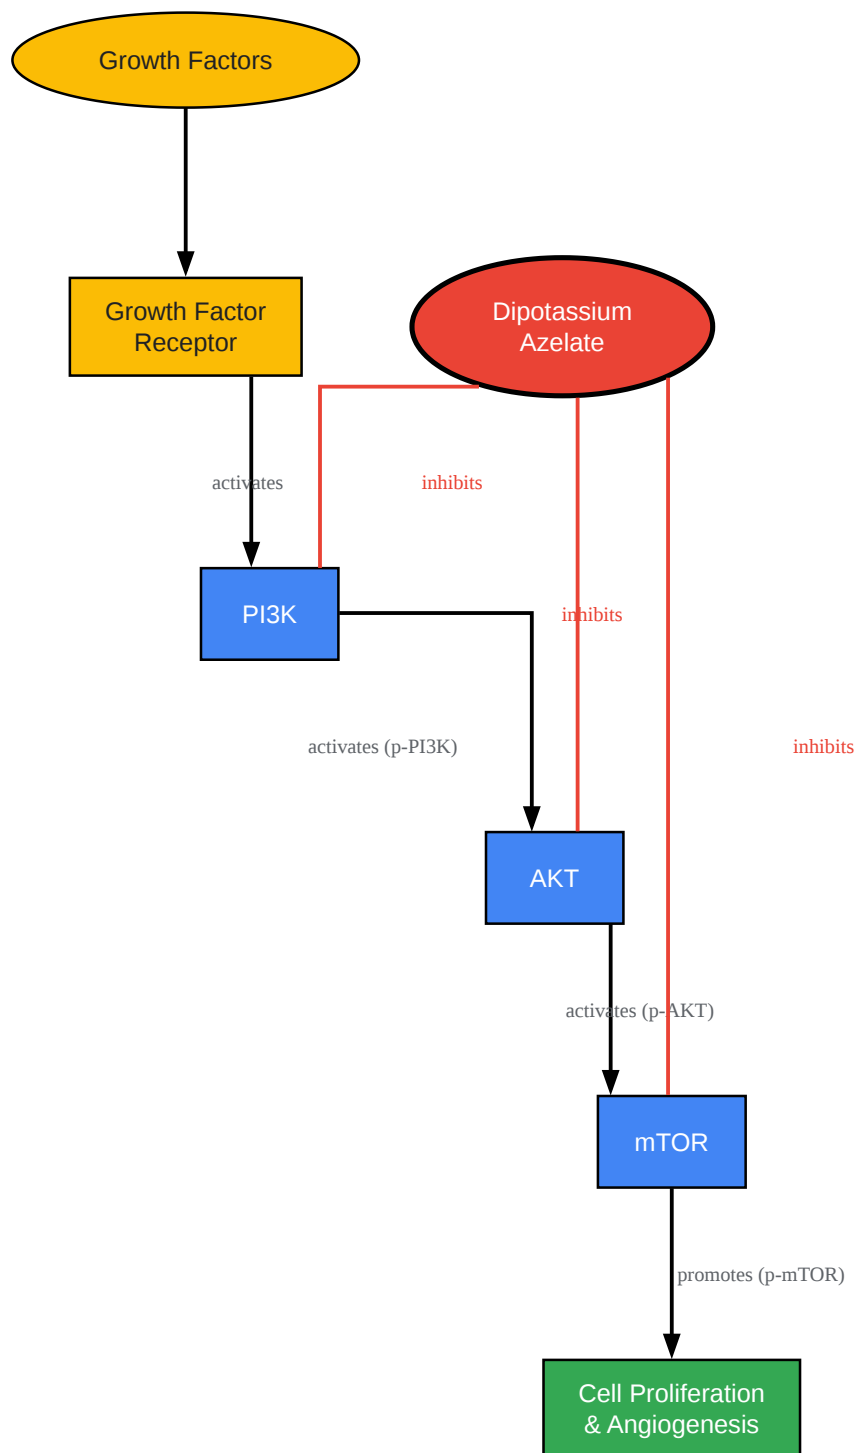 Growth Factors
Growth Factor
Receptor
Dipotassium
Azelate
activates
inhibits
PI3K
inhibits
activates (p-PI3K)
inhibits
AKT
activates (p-AKT)
mTOR
promotes (p-mTOR)
Cell Proliferation
& Angiogenesis